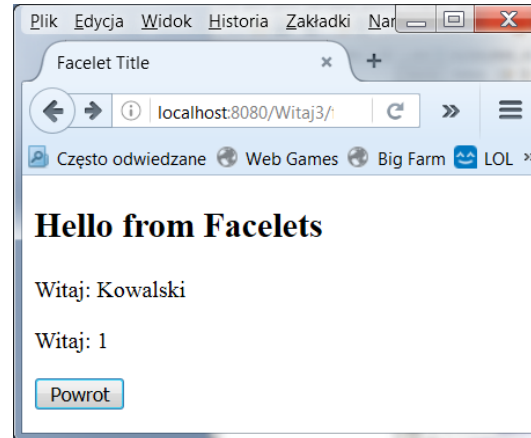 Plik Edycja Widok Historia Zakładki Nar
Facelet Title
localhost:8080/Witaj3/
Często odwiedzane Web Games Big Farm LOL
Hello from Facelets
Witaj: Kowalski
Witaj: 1
Powrot